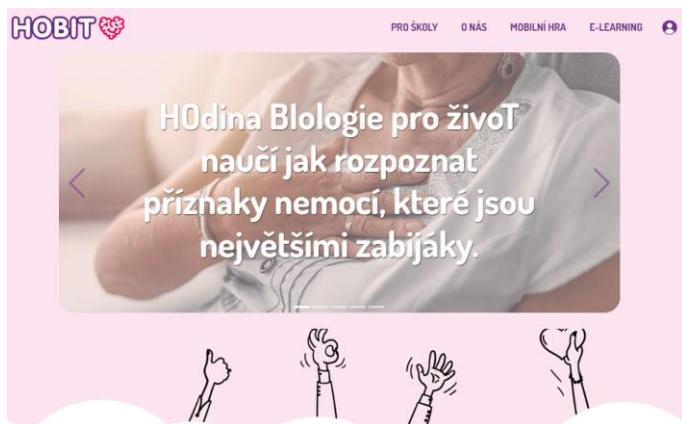 HOBIT
PRO ŠKOLY
O NÁS
MOBILNÍ HRA
E-LEARNING
HOdina BIologie pro živoT
naučí jak rozpoznat
příznaky nemocí, které jsou
největšími zabijáky.